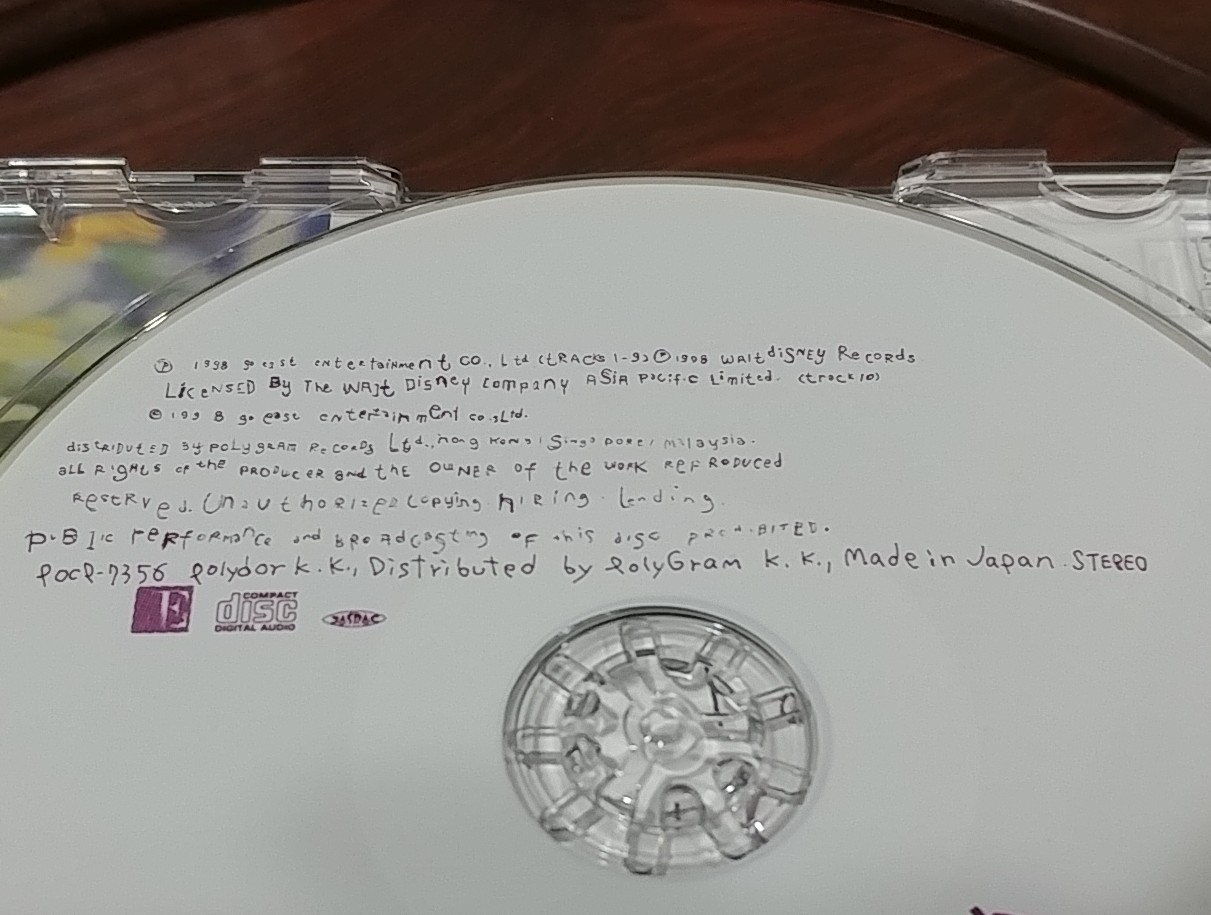 Ⓟ 1998 go east entertainment co., Ltd (tRACKs 1-9) Ⓟ 1998 WALt diSNEY Records
LiceNSED By The WALt Disney company ASiA Pacific Limited. (track 10)
© 1998 go east entertainment co.,Ltd.
disTRIButED By POLYgRAM Records Ltd., hong Kong / Singapore / malaysia.
aLL RigHts of the PRODUCER and tHE OWNER of the WORK REPRODuced
ReseRved. UnauthoRized copying, HiRing. Lending.
PuBlic PERFoRmance and BROADcasting of this disc PROHIBITED.
POCP-7356 Polydor K.K., Distributed by PolyGram K.K., Made in Japan. STEREO
E COMPACT disc DIGITAL AUDIO JASRAC